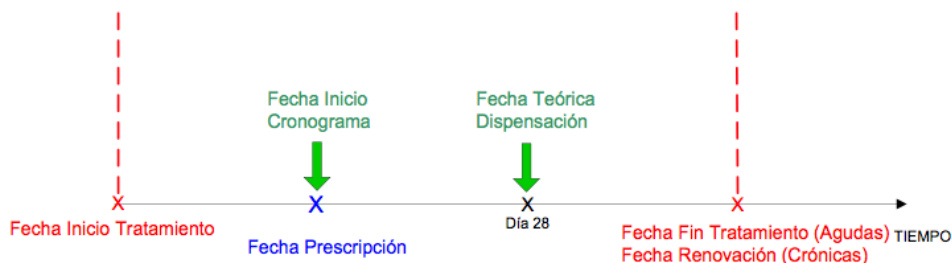 Fecha Inicio
Cronograma
Fecha Teórica
Dispensación
X
X
X
X
Día 28
Fecha Inicio Tratamiento
Fecha Prescripción
Fecha Fin Tratamiento (Agudas)
Fecha Renovación (Crónicas)
TIEMPO